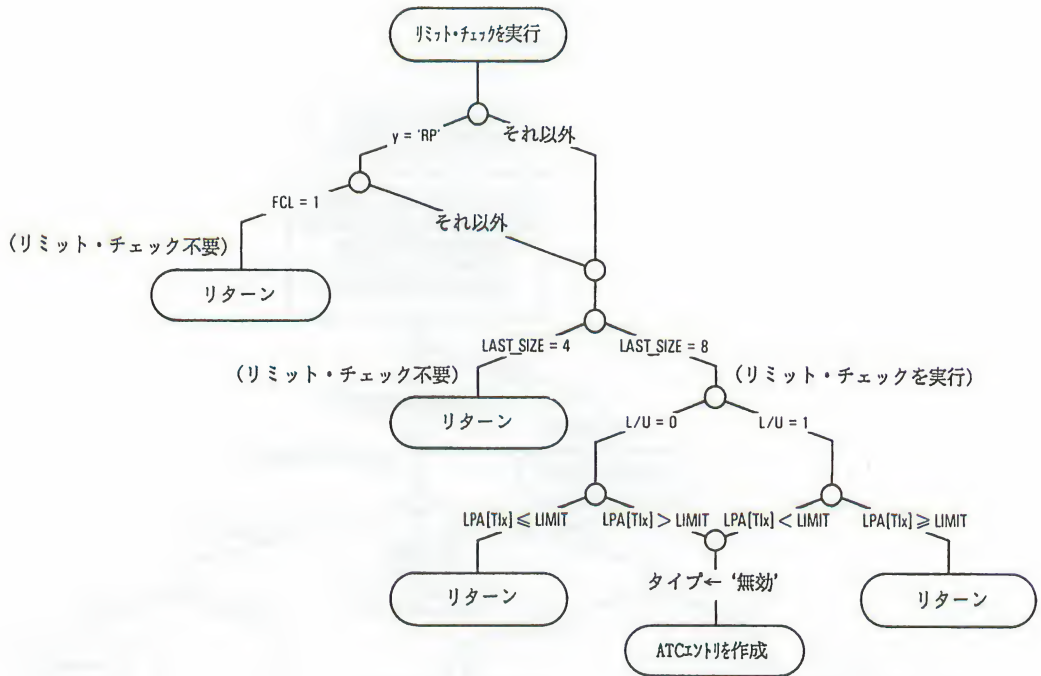 リミット・チェックを実行
y = 'RP'
それ以外
FCL = 1
それ以外
(リミット・チェック不要)
リターン
LAST_SIZE = 4
LAST_SIZE = 8
(リミット・チェック不要)
(リミット・チェックを実行)
リターン
L/U = 0
L/U = 1
LPA[TIx] ≦ LIMIT
LPA[TIx] > LIMIT
LPA[TIx] < LIMIT
LPA[TIx] ≧ LIMIT
リターン
タイプ← '無効'
リターン
ATCエントリを作成